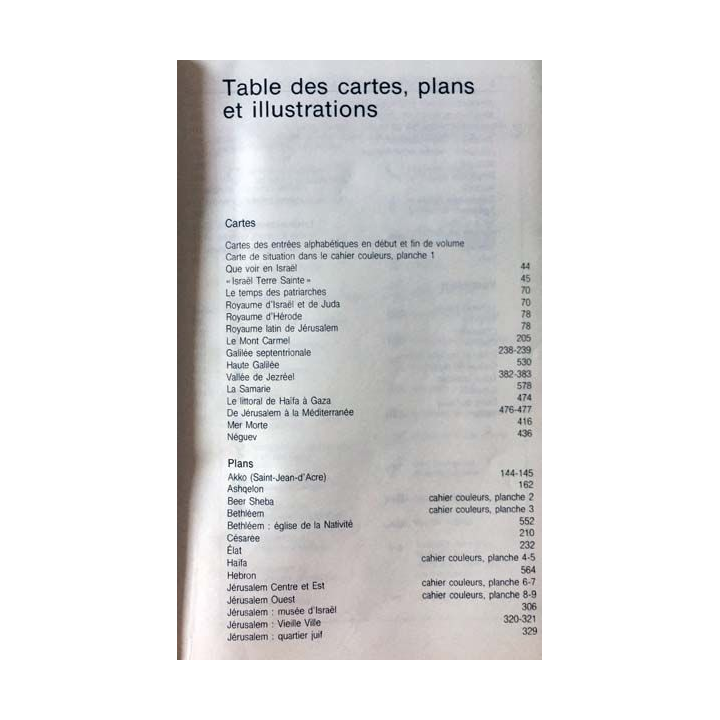 Table des cartes, plans
et illustrations
Cartes
Cartes des entrées alphabétiques en début et fin de volume
Carte de situation dans le cahier couleurs, planche 1
Que voir en Israël 44
«Israël Terre Sainte» 45
Le temps des patriarches 70
Royaume d'Israël et de Juda 70
Royaume d'Hérode 78
Royaume latin de Jérusalem 78
Le Mont Carmel 205
Galilée septentrionale 238-239
Haute Galilée 530
Vallée de Jezréel 382-383
La Samarie 578
Le littoral de Haïfa à Gaza 474
De Jérusalem à la Méditerranée 476-477
Mer Morte 416
Néguev 436
Plans
Akko (Saint-Jean-d'Acre) 144-145
Ashqelon 162
Beer Sheba cahier couleurs, planche 2
Bethléem cahier couleurs, planche 3
Bethléem : église de la Nativité 552
Césarée 210
Élat 232
Haïfa cahier couleurs, planche 4-5
Hebron 564
Jérusalem Centre et Est cahier couleurs, planche 6-7
Jérusalem Ouest cahier couleurs, planche 8-9
Jérusalem : musée d'Israël 306
Jérusalem : Vieille Ville 320-321
Jérusalem : quartier juif 329